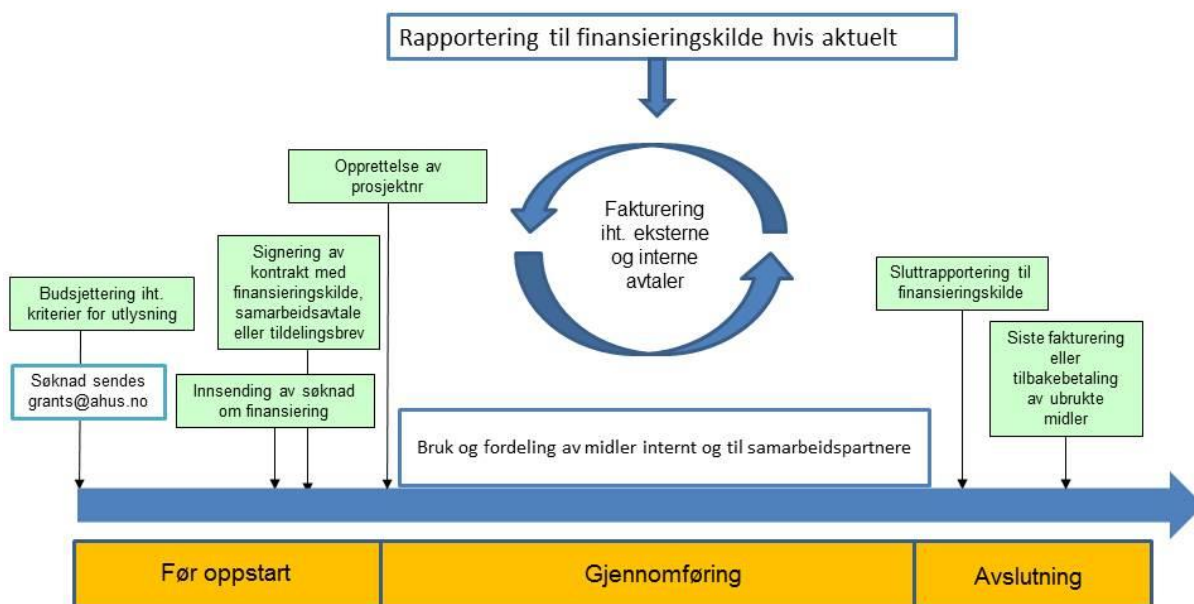 Rapportering til finansieringskilde hvis aktuelt
Opprettelse av
prosjektnr
Fakturering
iht. eksterne
og interne
avtaler
Signering av
kontrakt med
finansieringskilde,
samarbeidsavtale
eller tildelingsbrev
Budsjettering iht.
kriterier for utlysning
Søknad sendes
grants@ahus.no
Innsending av søknad
om finansiering
Sluttrapportering til
finansieringskilde
Siste fakturering
eller
tilbakebetaling
av ubrukte
midler
Bruk og fordeling av midler internt og til samarbeidspartnere
Før oppstart
Gjennomføring
Avslutning